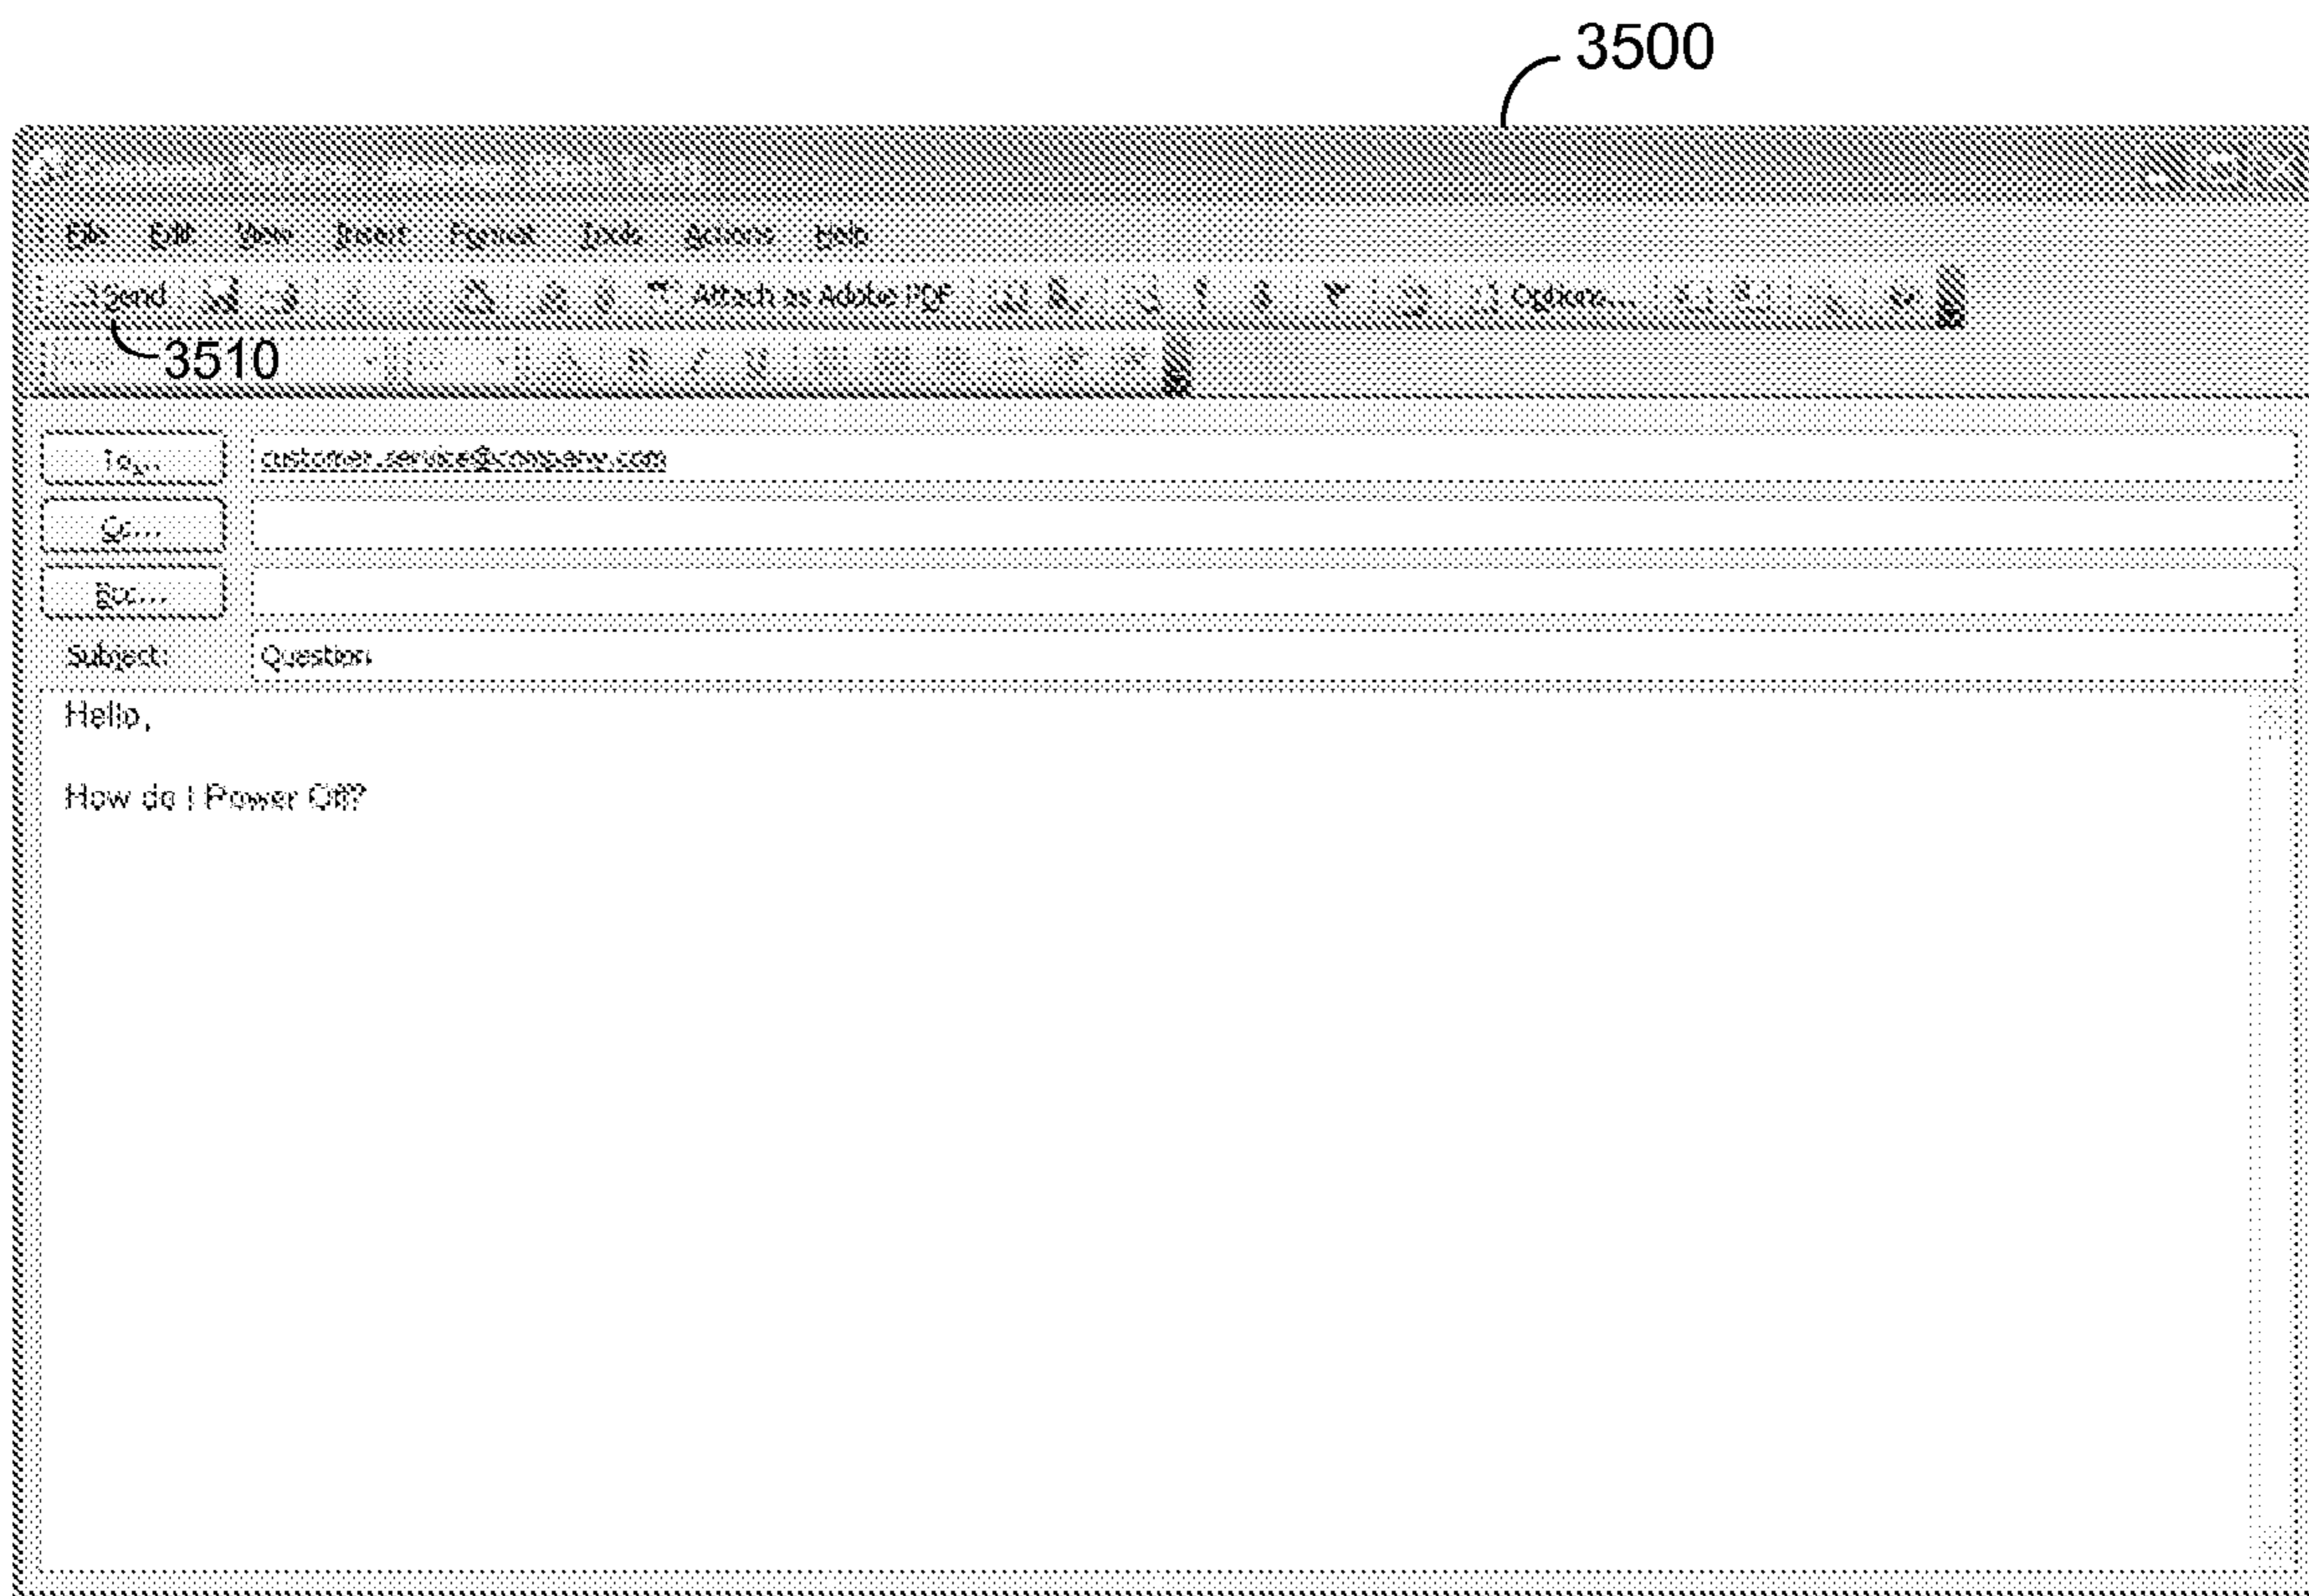 3500
File Edit View Insert Format Tools Actions Help
Send Attach as Adobe PDF Options...
3510
To... customer.service@company.com
Cc...
Bcc...
Subject: Question
Hello,
How do I Power Off?